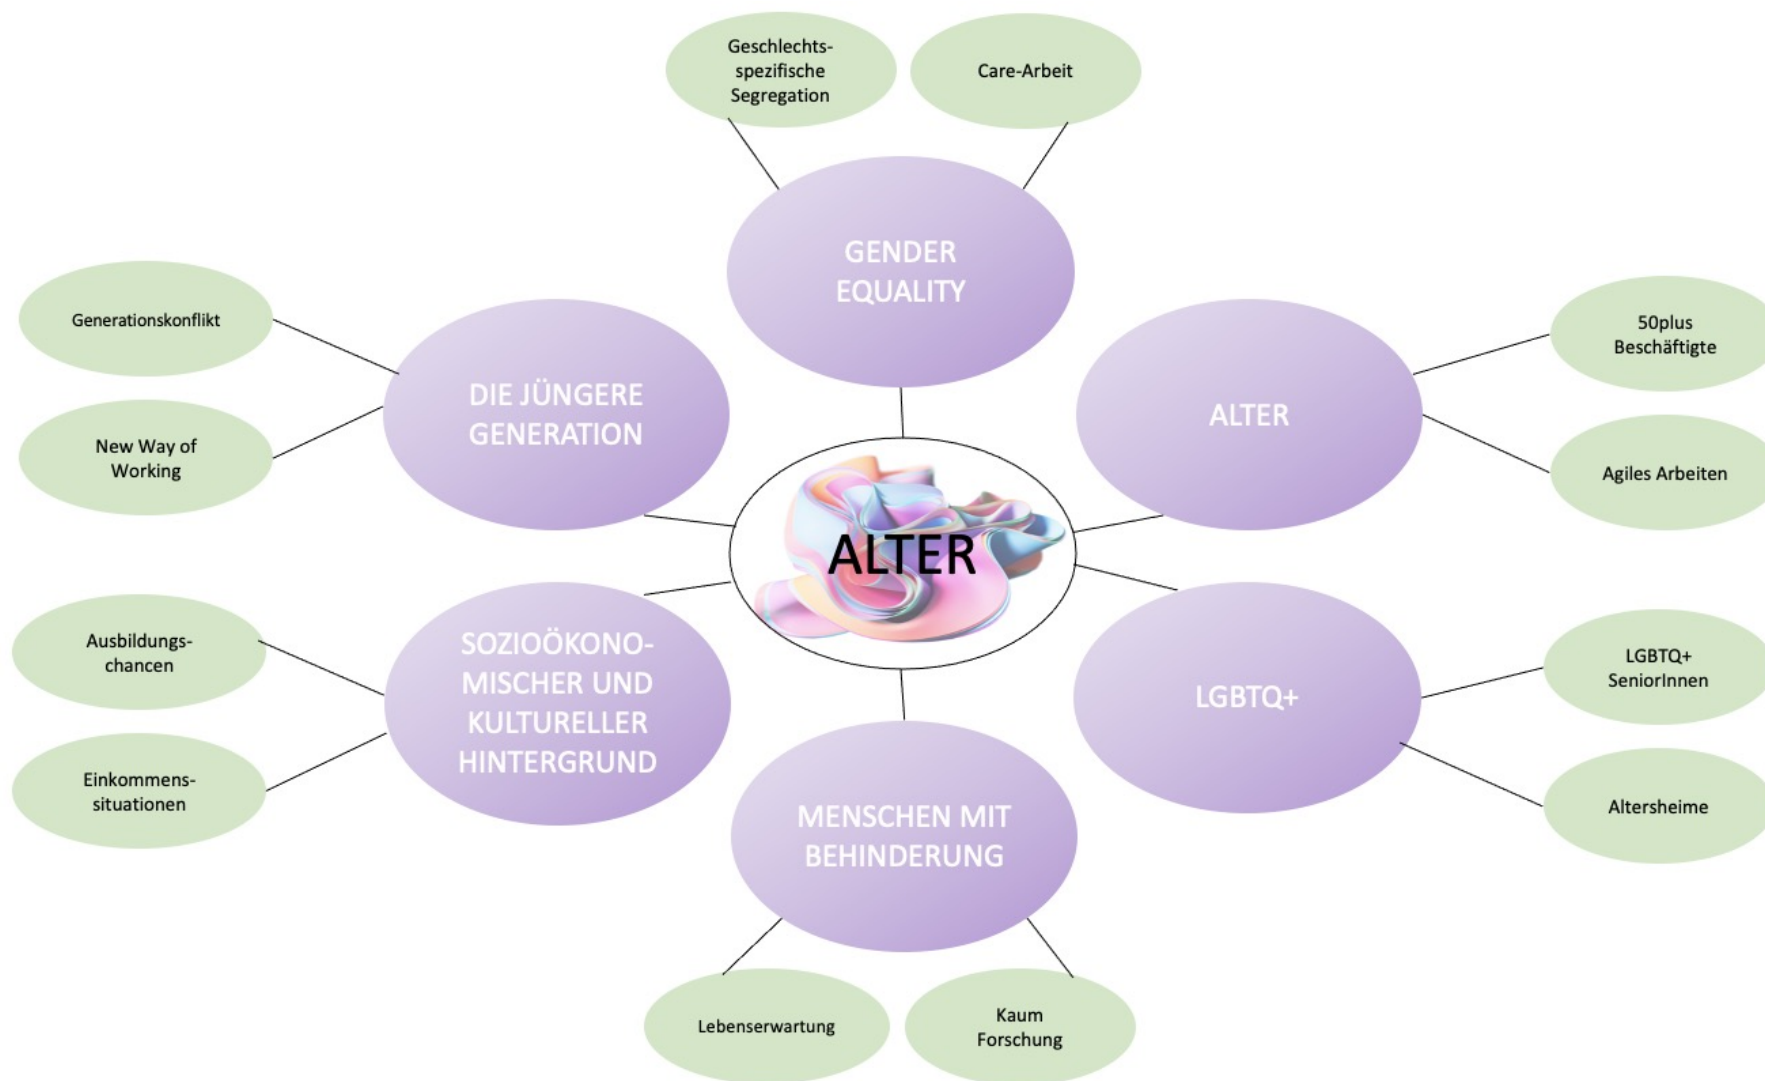 Geschlechts-
spezifische
Segregation
Care-Arbeit
GENDER
EQUALITY
Generationskonflikt
New Way of
Working
DIE JÜNGERE
GENERATION
ALTER
50plus
Beschäftigte
Agiles Arbeiten
ALTER
Ausbildungs-
chancen
Einkommens-
situationen
SOZIOÖKONO-
MISCHER UND
KULTURELLER
HINTERGRUND
LGBTQ+
LGBTQ+
SeniorInnen
Altersheime
MENSCHEN MIT
BEHINDERUNG
Lebenserwartung
Kaum
Forschung